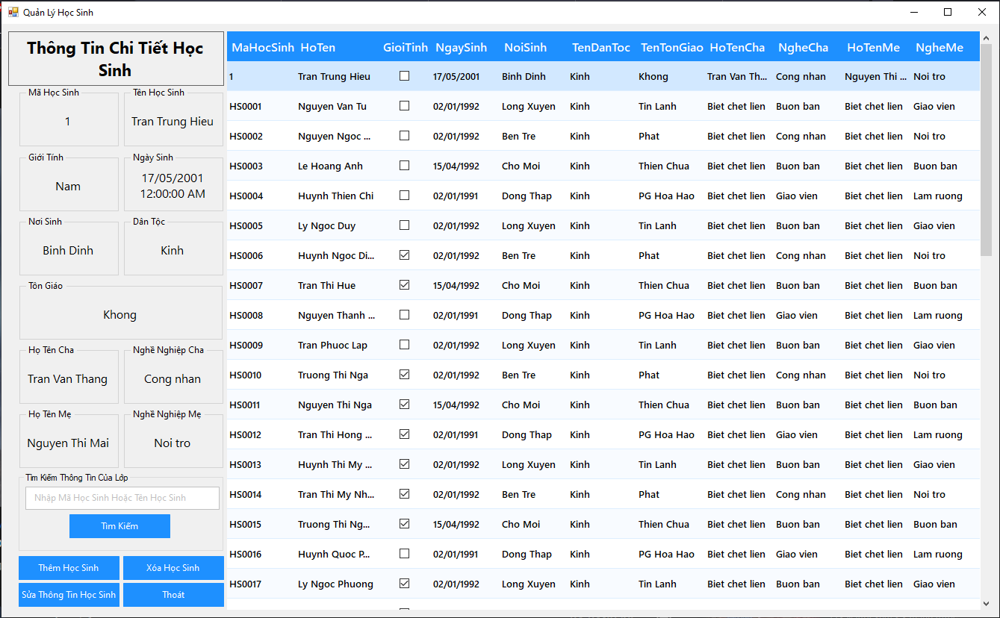 Quản Lý Học Sinh
Thông Tin Chi Tiết Học
Sinh
Mã Học Sinh
1
Tên Học Sinh
Tran Trung Hieu
Giới Tính
Nam
Ngày Sinh
17/05/2001
12:00:00 AM
Nơi Sinh
Binh Dinh
Dân Tộc
Kinh
Tôn Giáo
Khong
Họ Tên Cha
Tran Van Thang
Nghề Nghiệp Cha
Cong nhan
Họ Tên Mẹ
Nguyen Thi Mai
Nghề Nghiệp Mẹ
Noi tro
Tìm Kiếm Thông Tin Của Lớp
Nhập Mã Học Sinh Hoặc Tên Học Sinh
Tìm Kiếm
Thêm Học Sinh
Xóa Học Sinh
Sửa Thông Tin Học Sinh
Thoát
MaHocSinh HoTen GioiTinh NgaySinh NoiSinh TenDanToc TenTonGiao HoTenCha NgheCha HoTenMe NgheMe
1 Tran Trung Hieu 17/05/2001 Binh Dinh Kinh Khong Tran Van Th... Cong nhan Nguyen Thi ... Noi tro
HS0001 Nguyen Van Tu 02/01/1992 Long Xuyen Kinh Tin Lanh Biet chet lien Buon ban Biet chet lien Giao vien
HS0002 Nguyen Ngoc ... 02/01/1992 Ben Tre Kinh Phat Biet chet lien Cong nhan Biet chet lien Noi tro
HS0003 Le Hoang Anh 15/04/1992 Cho Moi Kinh Thien Chua Biet chet lien Buon ban Biet chet lien Buon ban
HS0004 Huynh Thien Chi 02/01/1991 Dong Thap Kinh PG Hoa Hao Biet chet lien Giao vien Biet chet lien Lam ruong
HS0005 Ly Ngoc Duy 02/01/1992 Long Xuyen Kinh Tin Lanh Biet chet lien Buon ban Biet chet lien Giao vien
HS0006 Huynh Ngoc Di... 02/01/1992 Ben Tre Kinh Phat Biet chet lien Cong nhan Biet chet lien Noi tro
HS0007 Tran Thi Hue 15/04/1992 Cho Moi Kinh Thien Chua Biet chet lien Buon ban Biet chet lien Buon ban
HS0008 Nguyen Thanh ... 02/01/1991 Dong Thap Kinh PG Hoa Hao Biet chet lien Giao vien Biet chet lien Lam ruong
HS0009 Tran Phuoc Lap 02/01/1992 Long Xuyen Kinh Tin Lanh Biet chet lien Buon ban Biet chet lien Giao vien
HS0010 Truong Thi Nga 02/01/1992 Ben Tre Kinh Phat Biet chet lien Cong nhan Biet chet lien Noi tro
HS0011 Nguyen Thi Nga 15/04/1992 Cho Moi Kinh Thien Chua Biet chet lien Buon ban Biet chet lien Buon ban
HS0012 Tran Thi Hong ... 02/01/1991 Dong Thap Kinh PG Hoa Hao Biet chet lien Giao vien Biet chet lien Lam ruong
HS0013 Huynh Thi My ... 02/01/1992 Long Xuyen Kinh Tin Lanh Biet chet lien Buon ban Biet chet lien Giao vien
HS0014 Tran Thi My Nh... 02/01/1992 Ben Tre Kinh Phat Biet chet lien Cong nhan Biet chet lien Noi tro
HS0015 Truong Thi Ng... 15/04/1992 Cho Moi Kinh Thien Chua Biet chet lien Buon ban Biet chet lien Buon ban
HS0016 Huynh Quoc P... 02/01/1991 Dong Thap Kinh PG Hoa Hao Biet chet lien Giao vien Biet chet lien Lam ruong
HS0017 Ly Ngoc Phuong 02/01/1992 Long Xuyen Kinh Tin Lanh Biet chet lien Buon ban Biet chet lien Giao vien